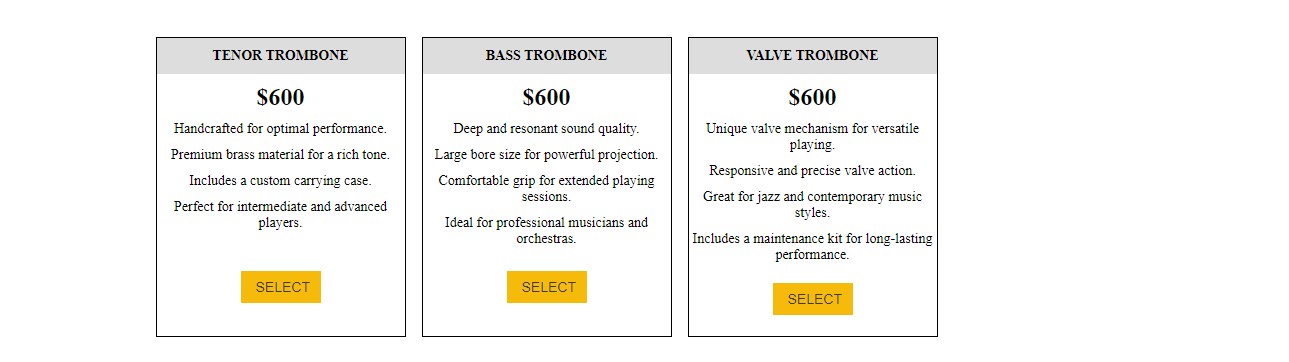 TENOR TROMBONE
$600
Handcrafted for optimal performance.
Premium brass material for a rich tone.
Includes a custom carrying case.
Perfect for intermediate and advanced
players.
SELECT
BASS TROMBONE
$600
Deep and resonant sound quality.
Large bore size for powerful projection.
Comfortable grip for extended playing
sessions.
Ideal for professional musicians and
orchestras.
SELECT
VALVE TROMBONE
$600
Unique valve mechanism for versatile
playing.
Responsive and precise valve action.
Great for jazz and contemporary music
styles.
Includes a maintenance kit for long-lasting
performance.
SELECT